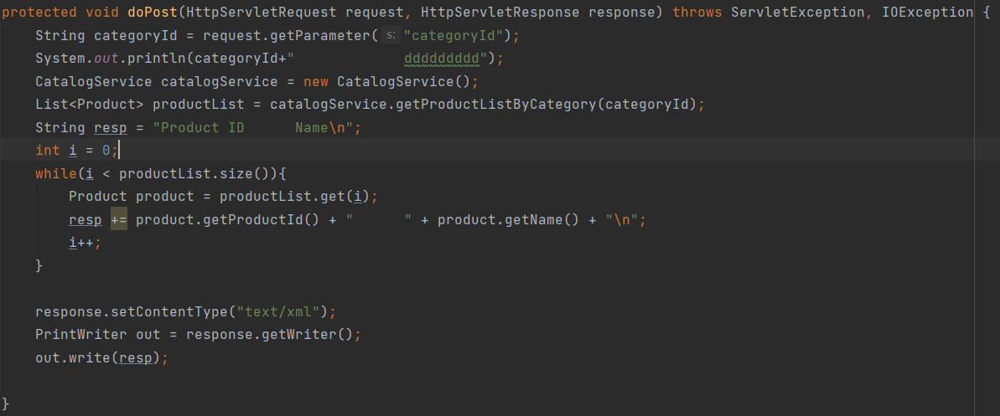 protected void doPost(HttpServletRequest request, HttpServletResponse response) throws ServletException, IOException {
    String categoryId = request.getParameter( s: "categoryId");
    System.out.println(categoryId+"             ddddddddd");
    CatalogService catalogService = new CatalogService();
    List<Product> productList = catalogService.getProductListByCategory(categoryId);
    String resp = "Product ID      Name\n";
    int i = 0;
    while(i < productList.size()){
        Product product = productList.get(i);
        resp += product.getProductId() + "      " + product.getName() + "\n";
        i++;
    }
    response.setContentType("text/xml");
    PrintWriter out = response.getWriter();
    out.write(resp);
}